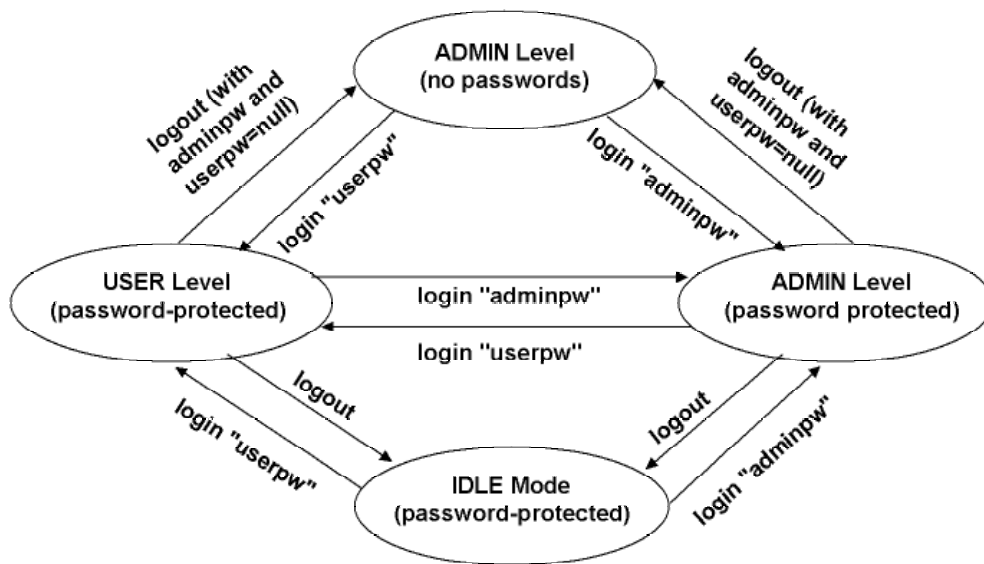 ADMIN Level
(no passwords)
logout (with
adminpw and
userpw=null)
login "userpw"
login "adminpw"
logout (with
adminpw and
userpw=null)
USER Level
(password-protected)
login "adminpw"
login "userpw"
ADMIN Level
(password protected)
logout
login "userpw"
logout
login "adminpw"
IDLE Mode
(password-protected)